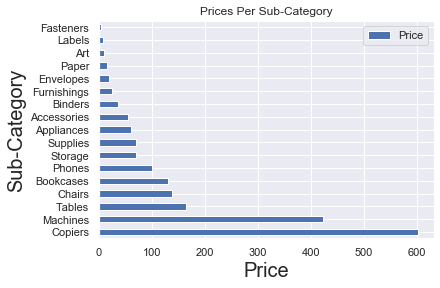 Prices Per Sub-Category
Price
Sub-Category
Fasteners
Labels
Art
Paper
Envelopes
Furnishings
Binders
Accessories
Appliances
Supplies
Storage
Phones
Bookcases
Chairs
Tables
Machines
Copiers
0 100 200 300 400 500 600
Price